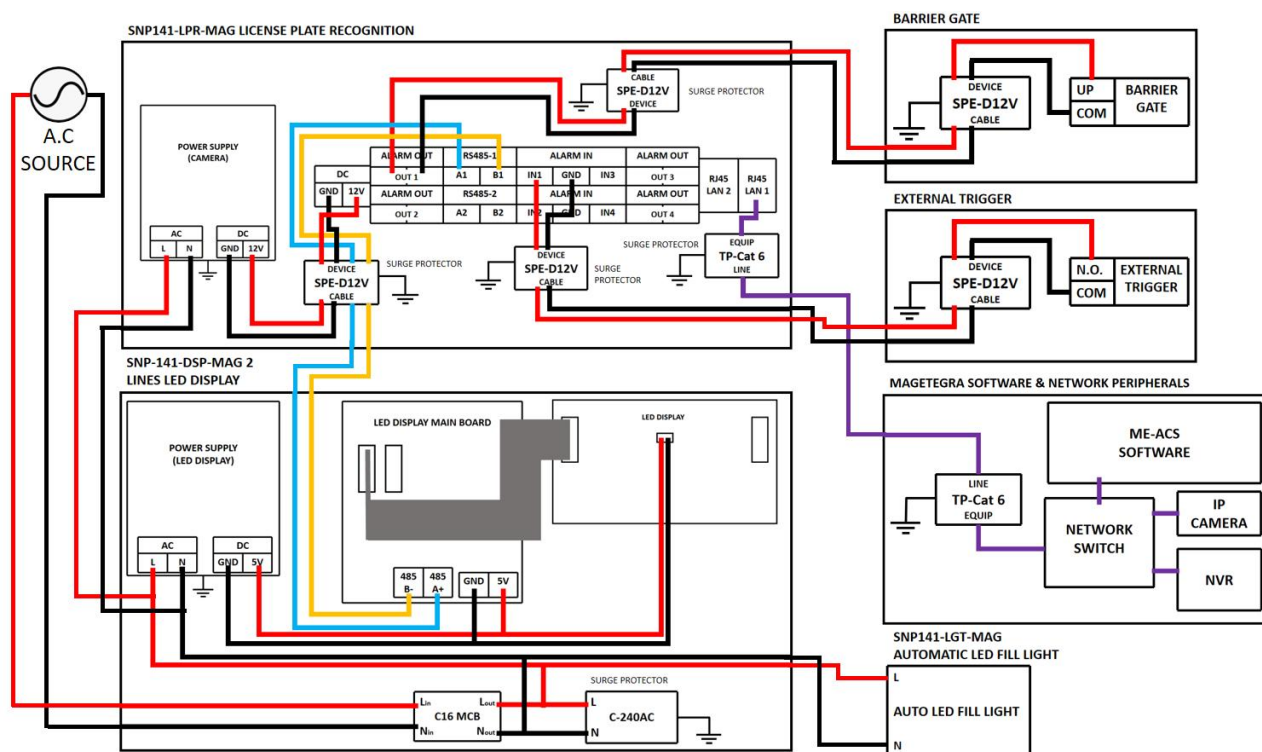 SNP141-LPR-MAG LICENSE PLATE RECOGNITION
A.C
SOURCE
POWER SUPPLY
(CAMERA)
AC
DC
L
N
GND
12V
CABLE
SPE-D12V
DEVICE
SURGE PROTECTOR
DC
GND
12V
ALARM OUT
RS485-1
ALARM IN
ALARM OUT
OUT 1
A1
B1
IN1
GND
IN3
OUT 3
ALARM OUT
RS485-2
ALARM IN
ALARM OUT
OUT 2
A2
B2
IN2
GND
IN4
OUT 4
RJ45
LAN 2
RJ45
LAN 1
DEVICE
SPE-D12V
CABLE
SURGE PROTECTOR
DEVICE
SPE-D12V
CABLE
SURGE
PROTECTOR
SURGE PROTECTOR
EQUIP
TP-Cat 6
LINE
BARRIER GATE
DEVICE
SPE-D12V
CABLE
UP
COM
BARRIER
GATE
EXTERNAL TRIGGER
DEVICE
SPE-D12V
CABLE
N.O.
COM
EXTERNAL
TRIGGER
SNP-141-DSP-MAG 2
LINES LED DISPLAY
POWER SUPPLY
(LED DISPLAY)
AC
DC
L
N
GND
5V
LED DISPLAY MAIN BOARD
LED DISPLAY
485
B-
485
A+
GND
5V
Lin
C16 MCB
Nin
Lout
Nout
SURGE PROTECTOR
L
C-240AC
N
MAGETEGRA SOFTWARE & NETWORK PERIPHERALS
ME-ACS
SOFTWARE
LINE
TP-Cat 6
EQUIP
NETWORK
SWITCH
IP
CAMERA
NVR
SNP141-LGT-MAG
AUTOMATIC LED FILL LIGHT
L
AUTO LED FILL LIGHT
N